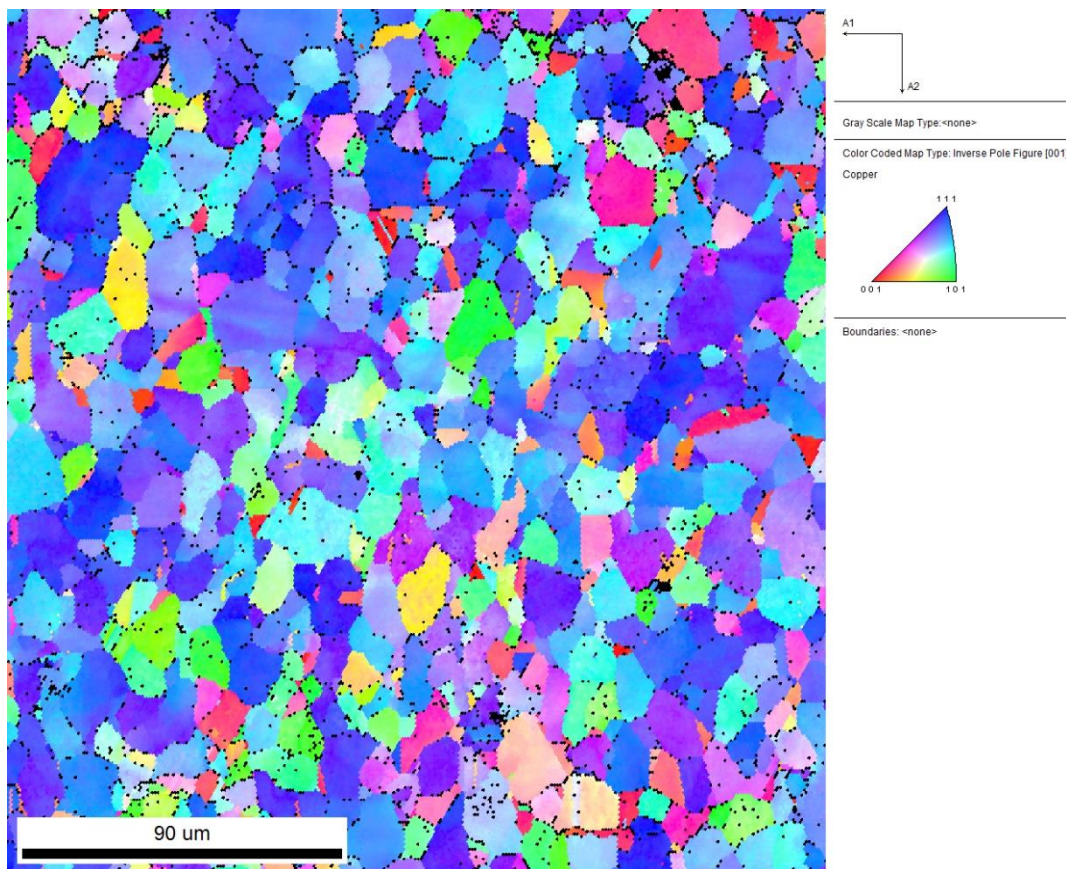 A1
A2
Gray Scale Map Type:<none>
Color Coded Map Type: Inverse Pole Figure [001]
Copper
1 1 1
0 0 1
1 0 1
Boundaries: <none>
90 um